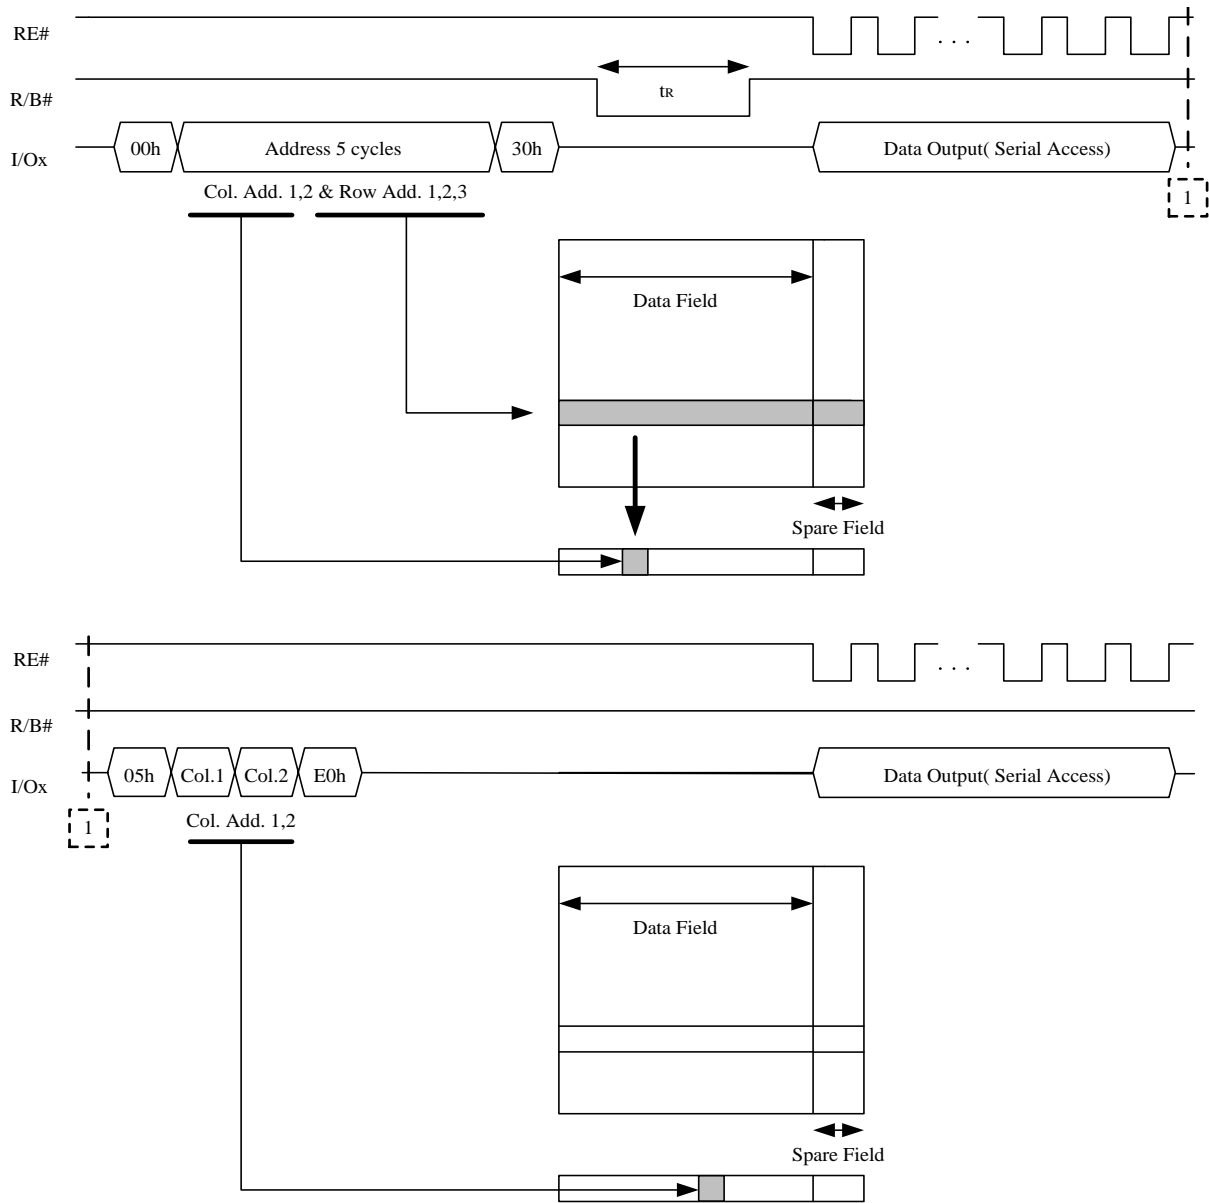 RE#
. . .
R/B#
tR
I/Ox
00h Address 5 cycles 30h Data Output( Serial Access)
Col. Add. 1,2 & Row Add. 1,2,3
1
Data Field
Spare Field
RE#
. . .
R/B#
I/Ox
05h Col.1 Col.2 E0h Data Output( Serial Access)
1
Col. Add. 1,2
Data Field
Spare Field